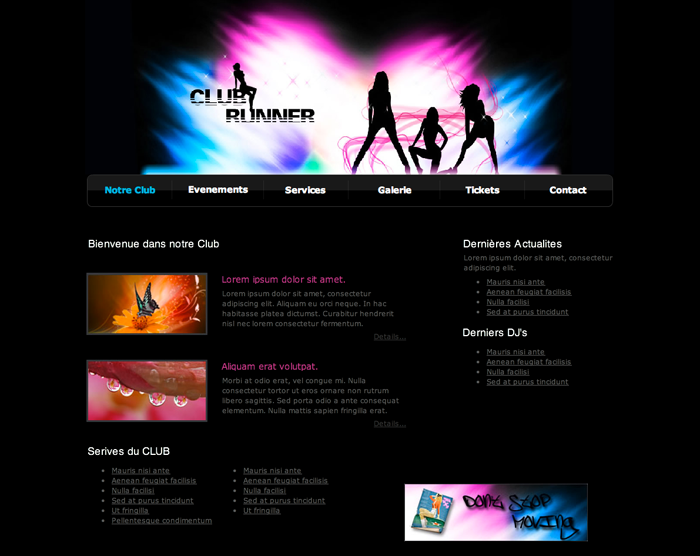 CLUB
RUNNER
Notre Club Evenements Services Galerie Tickets Contact
Bienvenue dans notre Club
Lorem ipsum dolor sit amet.
Lorem ipsum dolor sit amet, consectetur
adipiscing elit. Aliquam eu orci neque. In hac
habitasse platea dictumst. Curabitur hendrerit
nisl nec lorem consectetur fermentum.
Details...
Aliquam erat volutpat.
Morbi at odio erat, vel congue mi. Nulla
consectetur tortor ut eros ornare non rutrum
libero sagittis. Sed porta odio a ante consequat
elementum. Nulla mattis sapien fringilla erat.
Details...
Serives du CLUB
Mauris nisi ante
Aenean feugiat facilisis
Nulla facilisi
Sed at purus tincidunt
Ut fringilla
Pellentesque condimentum
Mauris nisi ante
Aenean feugiat facilisis
Nulla facilisi
Sed at purus tincidunt
Ut fringilla
Dernières Actualites
Lorem ipsum dolor sit amet, consectetur
adipiscing elit.
Mauris nisi ante
Aenean feugiat facilisis
Nulla facilisi
Sed at purus tincidunt
Derniers DJ's
Mauris nisi ante
Aenean feugiat facilisis
Nulla facilisi
Sed at purus tincidunt
Dont Stop
Moving